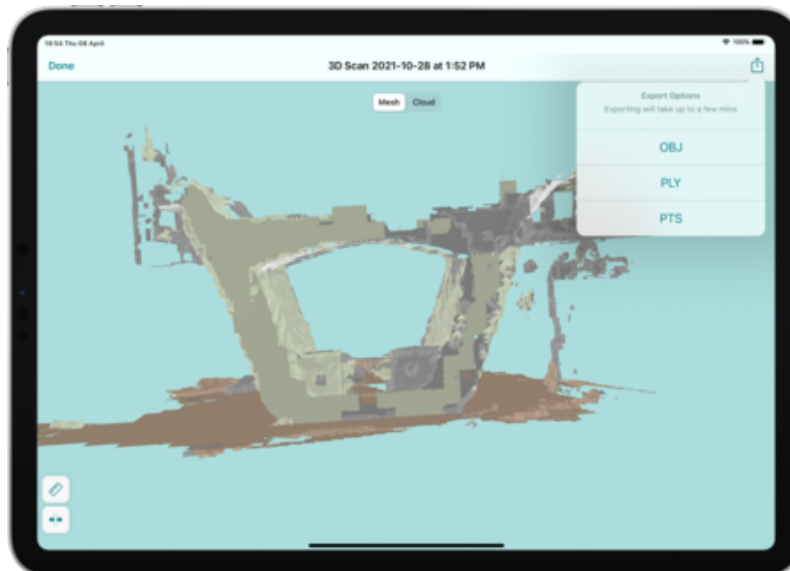 19:54 Thu 08 April
100%
Done
3D Scan 2021-10-28 at 1:52 PM
Mesh
Cloud
Export Options
Exporting will take up to a few mins
OBJ
PLY
PTS